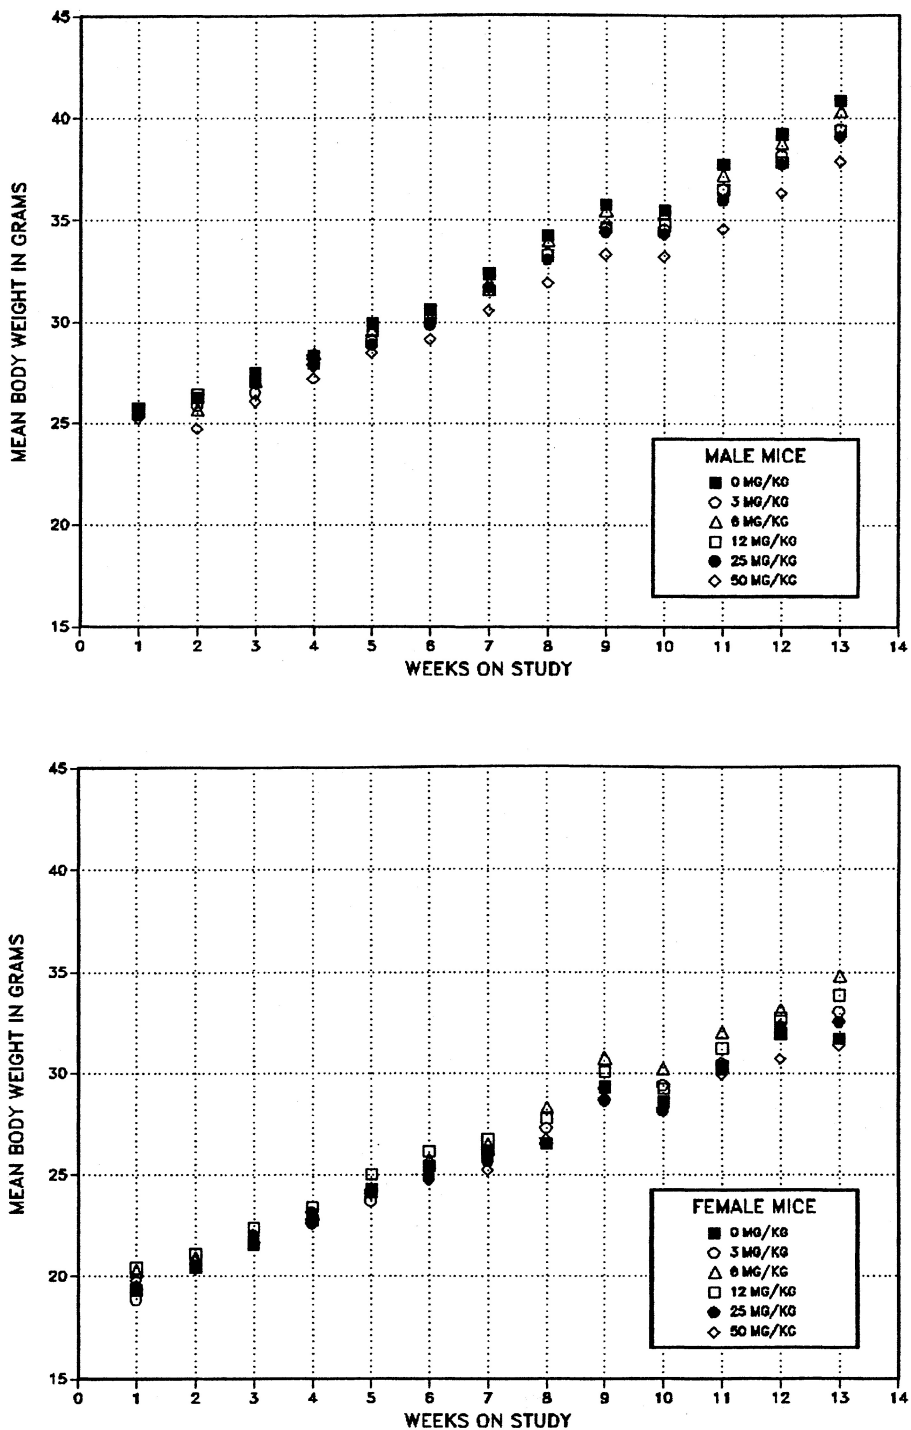 45
40
35
30
25
20
15
MEAN BODY WEIGHT IN GRAMS
MALE MICE
0 MG/KG
3 MG/KG
6 MG/KG
12 MG/KG
25 MG/KG
50 MG/KG
0 1 2 3 4 5 6 7 8 9 10 11 12 13 14
WEEKS ON STUDY
45
40
35
30
25
20
15
MEAN BODY WEIGHT IN GRAMS
FEMALE MICE
0 MG/KG
3 MG/KG
6 MG/KG
12 MG/KG
25 MG/KG
50 MG/KG
0 1 2 3 4 5 6 7 8 9 10 11 12 13 14
WEEKS ON STUDY